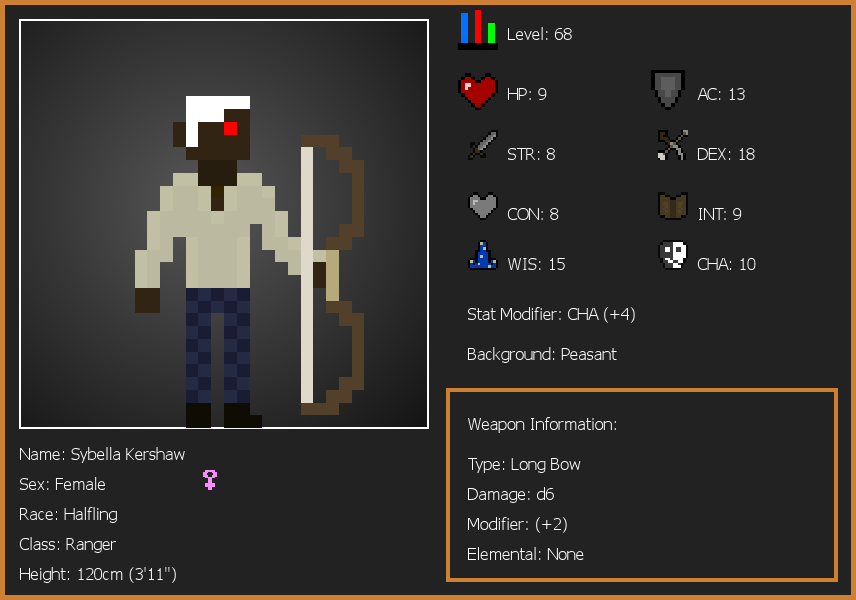 Level: 68
HP: 9
AC: 13
STR: 8
DEX: 18
CON: 8
INT: 9
WIS: 15
CHA: 10
Stat Modifier: CHA (+4)
Background: Peasant
Weapon Information:
Type: Long Bow
Damage: d6
Modifier: (+2)
Elemental: None
Name: Sybella Kershaw
Sex: Female
Race: Halfling
Class: Ranger
Height: 120cm (3'11")